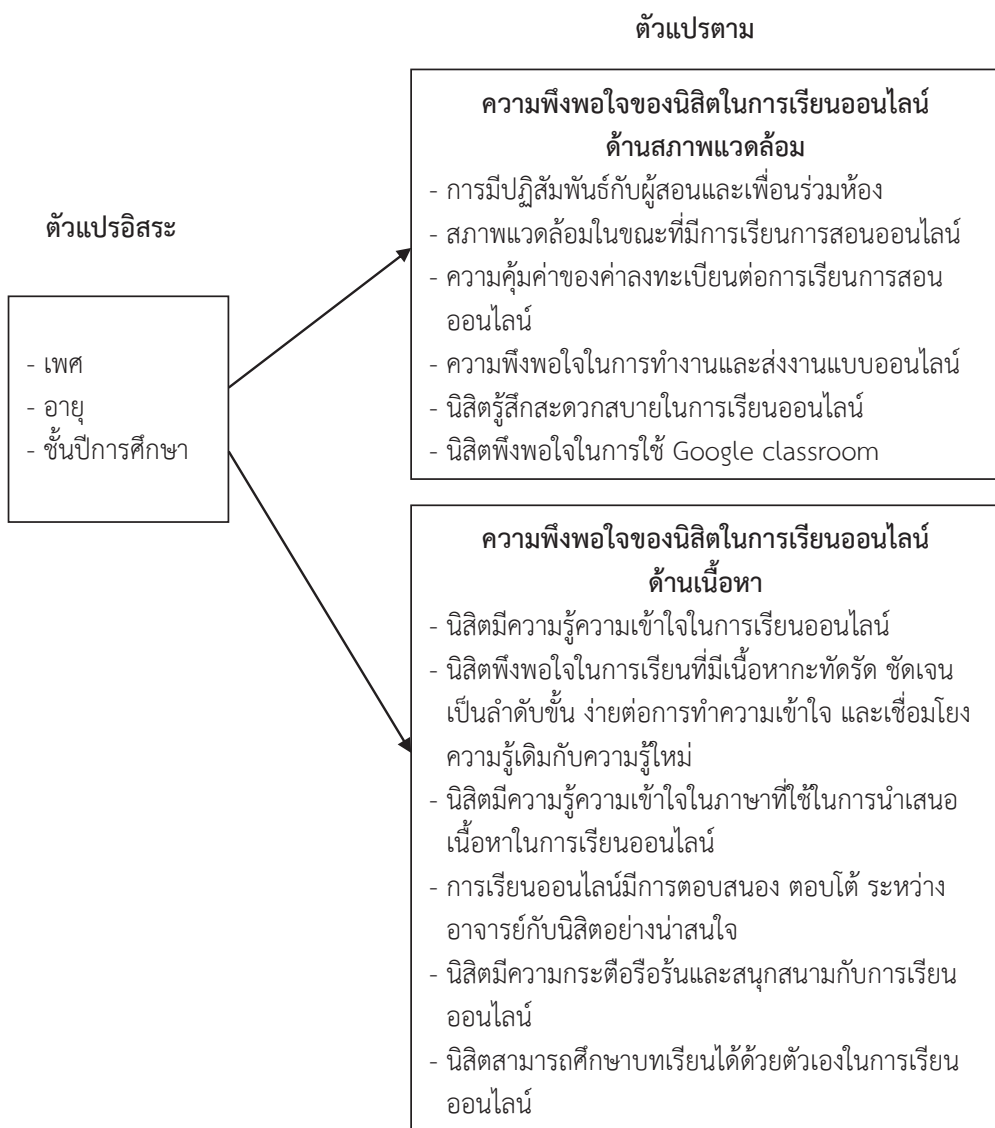 ตัวแปรตาม
ความพึงพอใจของนิสิตในการเรียนออนไลน์
ด้านสภาพแวดล้อม
- การมีปฏิสัมพันธ์กับผู้สอนและเพื่อนร่วมห้อง
- สภาพแวดล้อมในขณะที่มีการเรียนการสอนออนไลน์
- ความคุ้มค่าของค่าลงทะเบียนต่อการเรียนการสอน
ออนไลน์
- ความพึงพอใจในการทำงานและส่งงานแบบออนไลน์
- นิสิตรู้สึกสะดวกสบายในการเรียนออนไลน์
- นิสิตพึงพอใจในการใช้ Google classroom
ตัวแปรอิสระ
- เพศ
- อายุ
- ชั้นปีการศึกษา
ความพึงพอใจของนิสิตในการเรียนออนไลน์
ด้านเนื้อหา
- นิสิตมีความรู้ความเข้าใจในการเรียนออนไลน์
- นิสิตพึงพอใจในการเรียนที่มีเนื้อหากะทัดรัด ชัดเจน
เป็นลำดับขั้น ง่ายต่อการทำความเข้าใจ และเชื่อมโยง
ความรู้เดิมกับความรู้ใหม่
- นิสิตมีความรู้ความเข้าใจในภาษาที่ใช้ในการนำเสนอ
เนื้อหาในการเรียนออนไลน์
- การเรียนออนไลน์มีการตอบสนอง ตอบโต้ ระหว่าง
อาจารย์กับนิสิตอย่างน่าสนใจ
- นิสิตมีความกระตือรือร้นและสนุกสนามกับการเรียน
ออนไลน์
- นิสิตสามารถศึกษาบทเรียนได้ด้วยตัวเองในการเรียน
ออนไลน์